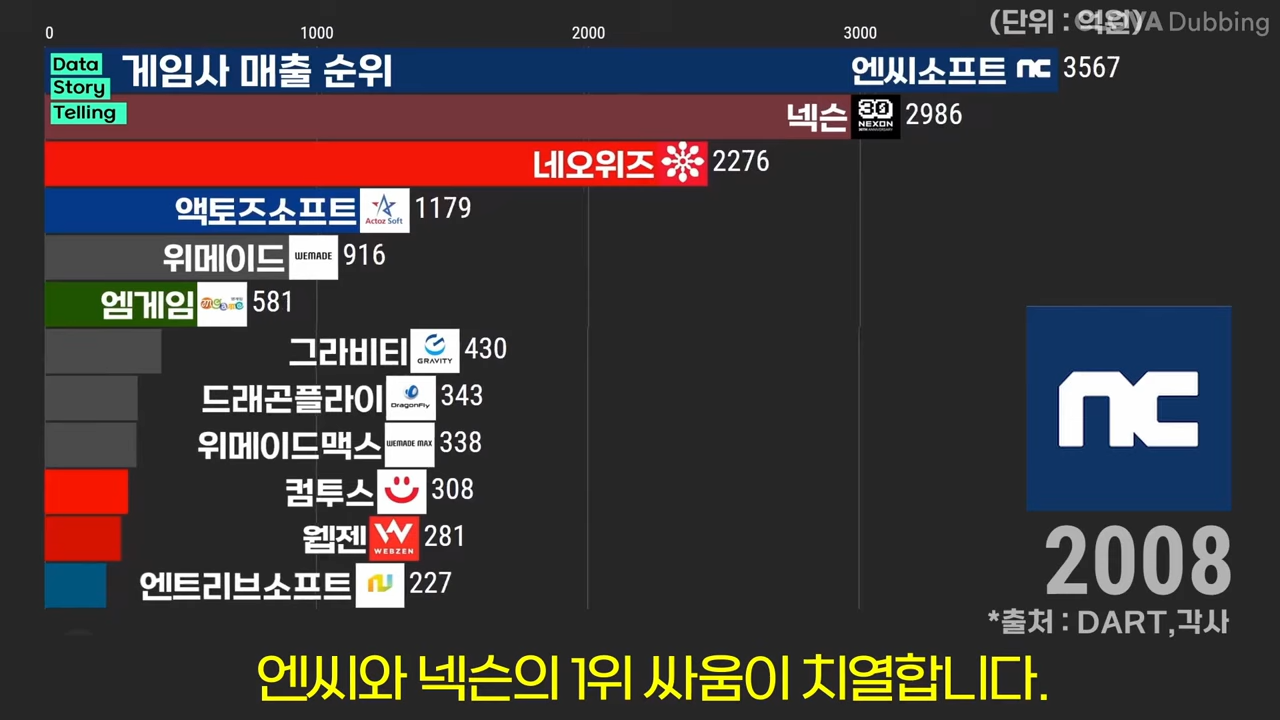 (단위 : 억원)
Dubbing
0 1000 2000 3000
Data
Story
Telling
게임사 매출 순위
엔씨소프트 nc 3567
넥슨 30 NEXON 2986
네오위즈 2276
액토즈소프트 Actoz Soft 1179
위메이드 WEMADE 916
엠게임 581
그라비티 GRAVITY 430
드래곤플라이 DragonFly 343
위메이드맥스 WEMADE MAX 338
컴투스 308
웹젠 WEBZEN 281
엔트리브소프트 227
nc
2008
*출처 : DART,각사
엔씨와 넥슨의 1위 싸움이 치열합니다.